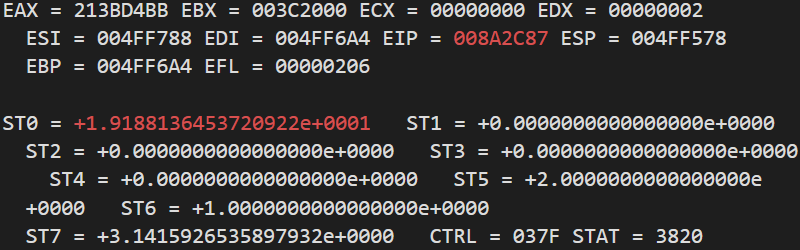 EAX = 213BD4BB EBX = 003C2000 ECX = 00000000 EDX = 00000002
ESI = 004FF788 EDI = 004FF6A4 EIP = 008A2C87 ESP = 004FF578
EBP = 004FF6A4 EFL = 00000206
ST0 = +1.9188136453720922e+0001 ST1 = +0.0000000000000000e+0000
ST2 = +0.0000000000000000e+0000 ST3 = +0.0000000000000000e+0000
ST4 = +0.0000000000000000e+0000 ST5 = +2.0000000000000000e
+0000 ST6 = +1.0000000000000000e+0000
ST7 = +3.1415926535897932e+0000 CTRL = 037F STAT = 3820